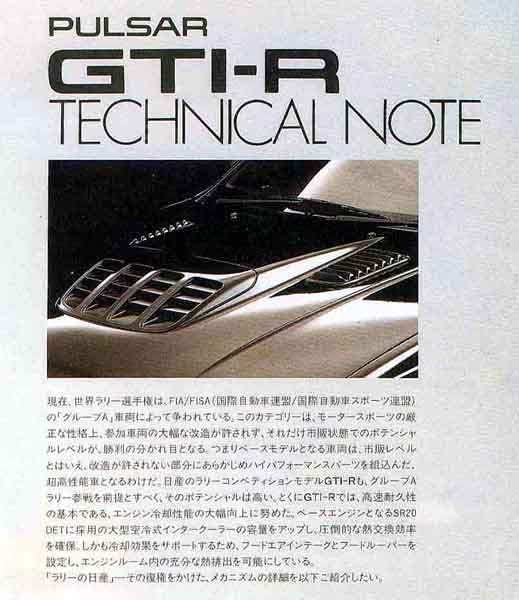 PULSAR
GTI-R
TECHNICAL NOTE
現在、世界ラリー選手権は、FIA/FISA(国際自動車連盟/国際自動車スポーツ連盟)
の「グループA」車両によって争われている。このカテゴリーは、モータースポーツの厳
正な性格上、参加車両の大幅な改造が許されず、それだけ市販状態でのポテンシャ
ルレベルが、勝利の分かれ目となる。つまりベースモデルとなる車両は、市販レベル
とはいえ、改造が許されない部分にあらかじめハイパフォーマンスパーツを組込んだ、
超高性能車となるわけだ。日産のラリーコンペティションモデルGTI-Rも、グループA
ラリー参戦を前提とすべく、そのポテンシャルは高い。とくにGTI-Rでは、高速耐久性
の基本である、エンジン冷却性能の大幅向上に努めた。ベースエンジンとなるSR20
DETに採用の大型空冷式インタークーラーの容量をアップし、圧倒的な熱交換効率
を確保。しかも冷却効果をサポートするため、フードエアインテークとフードルーバーを
設定し、エンジンルーム内の充分な熱排出を可能にしている。
「ラリーの日産」…その復権をかけた、メカニズムの詳細を以下ご紹介したい。